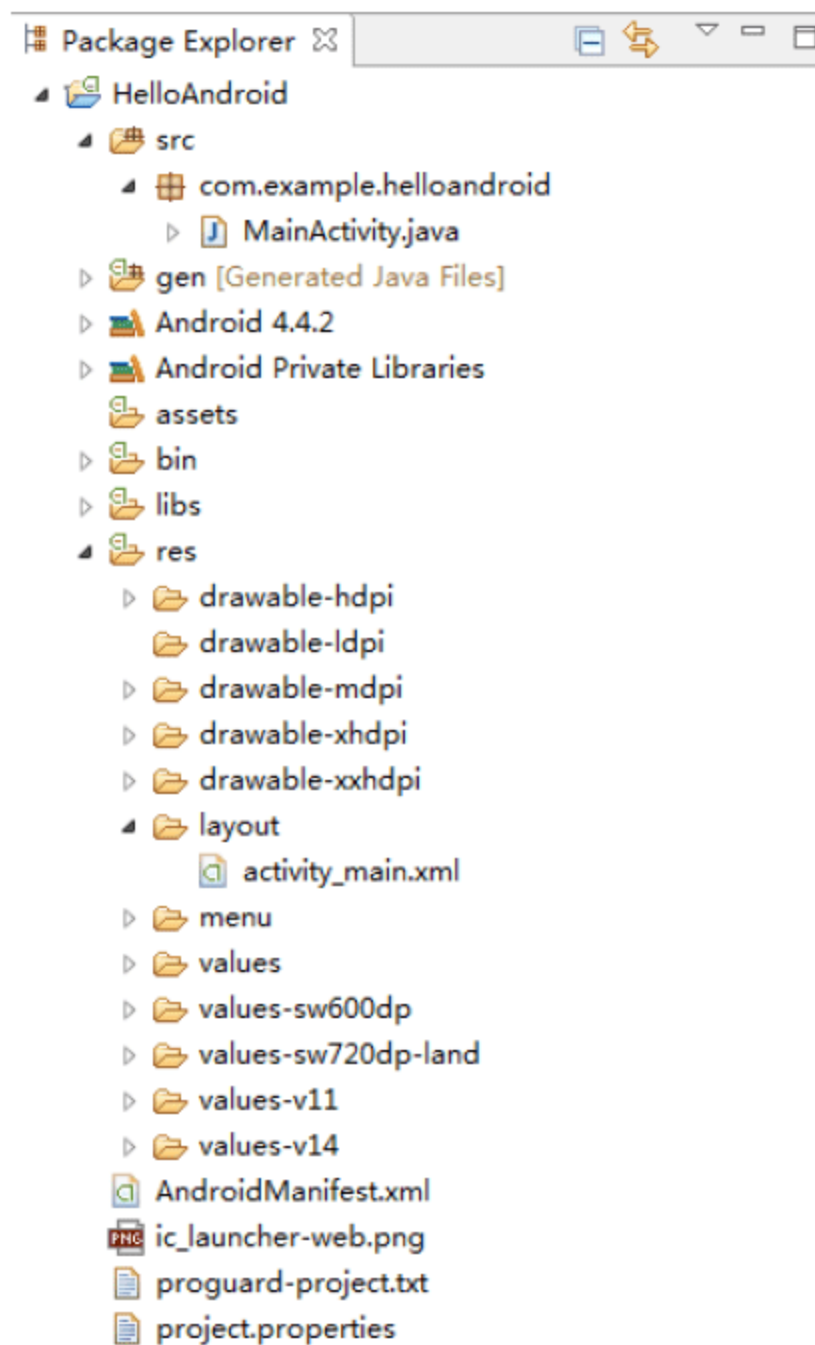 Package Explorer
HelloAndroid
src
com.example.helloandroid
MainActivity.java
gen [Generated Java Files]
Android 4.4.2
Android Private Libraries
assets
bin
libs
res
drawable-hdpi
drawable-ldpi
drawable-mdpi
drawable-xhdpi
drawable-xxhdpi
layout
activity_main.xml
menu
values
values-sw600dp
values-sw720dp-land
values-v11
values-v14
AndroidManifest.xml
ic_launcher-web.png
proguard-project.txt
project.properties